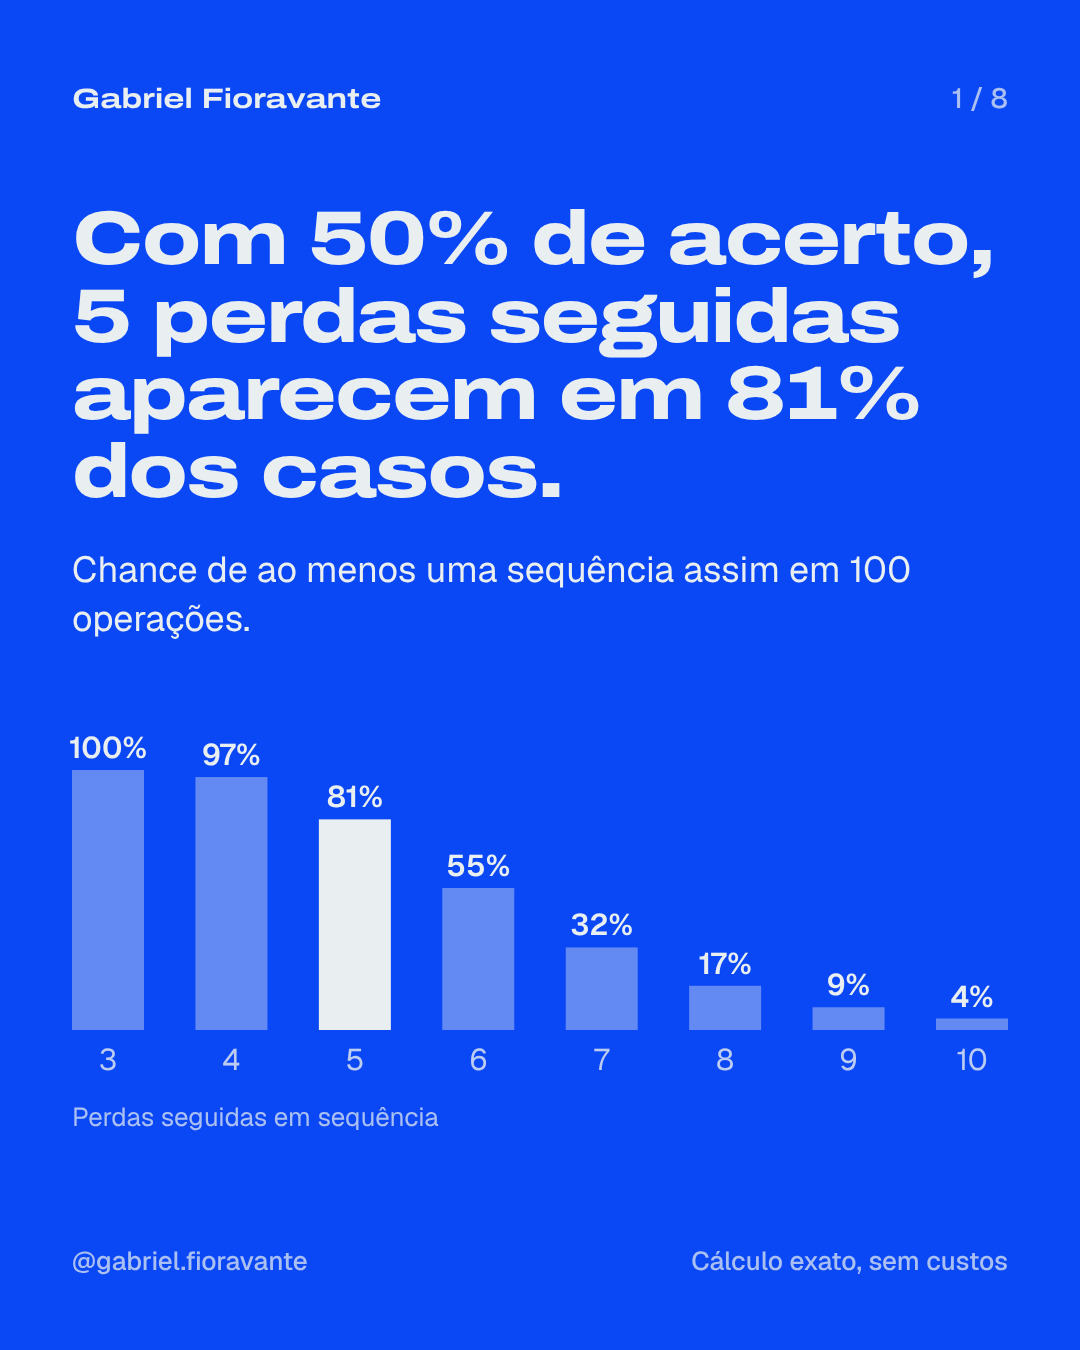 Gabriel Fioravante
1 / 8
Com 50% de acerto,
5 perdas seguidas
aparecem em 81%
dos casos.
Chance de ao menos uma sequência assim em 100
operações.
100%
97%
81%
55%
32%
17%
9%
4%
3
4
5
6
7
8
9
10
Perdas seguidas em sequência
@gabriel.fioravante
Cálculo exato, sem custos